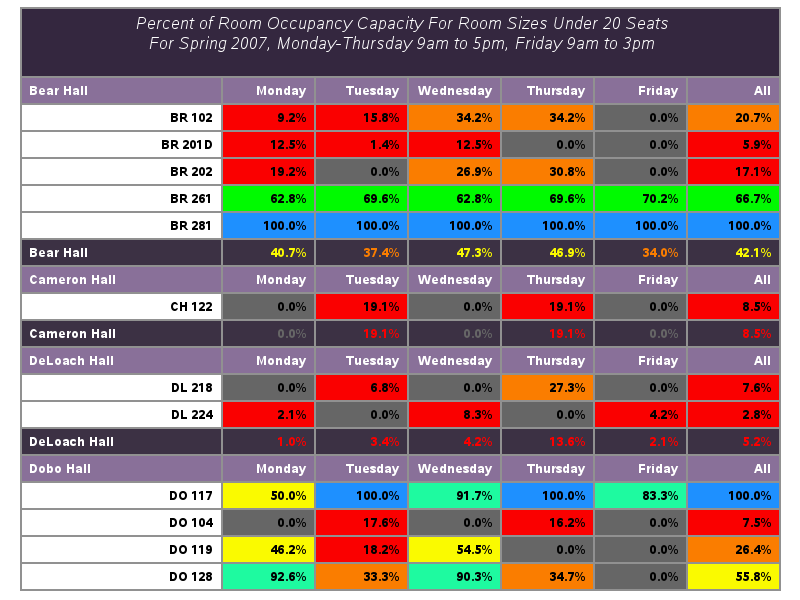 Percent of Room Occupancy Capacity For Room Sizes Under 20 Seats
For Spring 2007, Monday-Thursday 9am to 5pm, Friday 9am to 3pm
Bear Hall Monday Tuesday Wednesday Thursday Friday All
BR 102 9.2% 15.8% 34.2% 34.2% 0.0% 20.7%
BR 201D 12.5% 1.4% 12.5% 0.0% 0.0% 5.9%
BR 202 19.2% 0.0% 26.9% 30.8% 0.0% 17.1%
BR 261 62.8% 69.6% 62.8% 69.6% 70.2% 66.7%
BR 281 100.0% 100.0% 100.0% 100.0% 100.0% 100.0%
Bear Hall 40.7% 37.4% 47.3% 46.9% 34.0% 42.1%
Cameron Hall Monday Tuesday Wednesday Thursday Friday All
CH 122 0.0% 19.1% 0.0% 19.1% 0.0% 8.5%
Cameron Hall 0.0% 19.1% 0.0% 19.1% 0.0% 8.5%
DeLoach Hall Monday Tuesday Wednesday Thursday Friday All
DL 218 0.0% 6.8% 0.0% 27.3% 0.0% 7.6%
DL 224 2.1% 0.0% 8.3% 0.0% 4.2% 2.8%
DeLoach Hall 1.0% 3.4% 4.2% 13.6% 2.1% 5.2%
Dobo Hall Monday Tuesday Wednesday Thursday Friday All
DO 117 50.0% 100.0% 91.7% 100.0% 83.3% 100.0%
DO 104 0.0% 17.6% 0.0% 16.2% 0.0% 7.5%
DO 119 46.2% 18.2% 54.5% 0.0% 0.0% 26.4%
DO 128 92.6% 33.3% 90.3% 34.7% 0.0% 55.8%